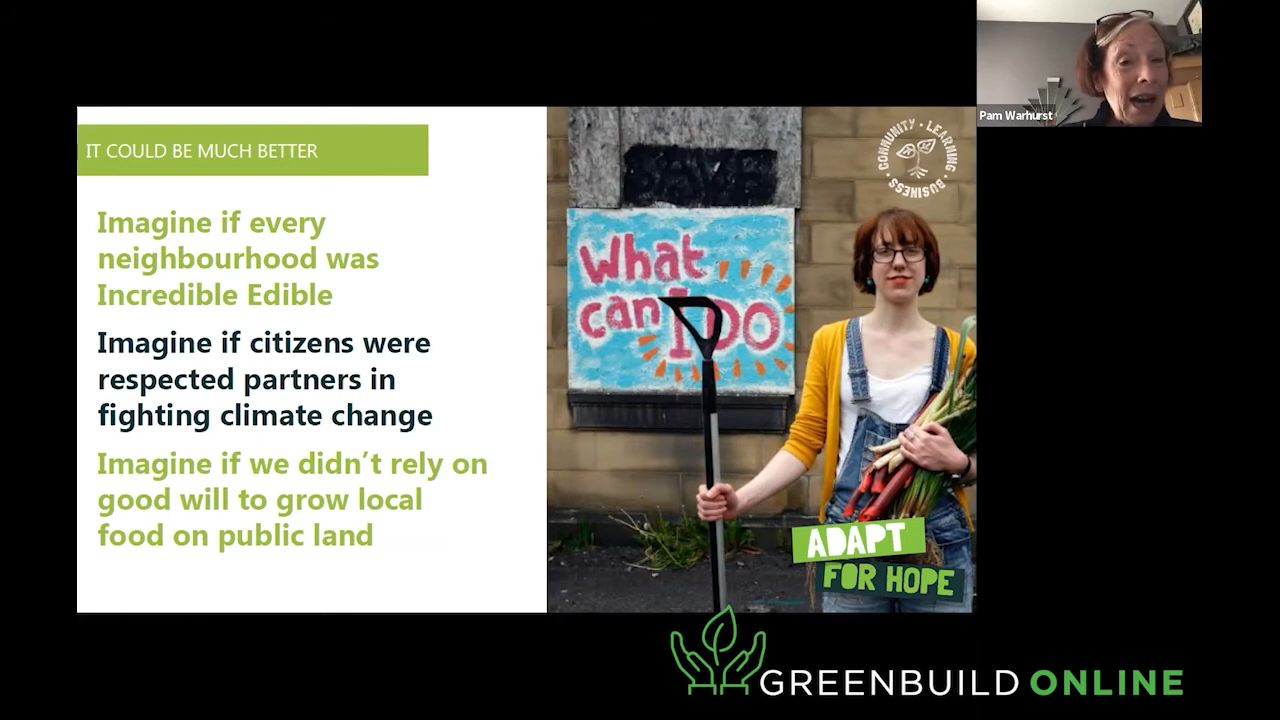 Pam Warhurst
IT COULD BE MUCH BETTER
Imagine if every
neighbourhood was
Incredible Edible
Imagine if citizens were
respected partners in
fighting climate change
Imagine if we didn't rely on
good will to grow local
food on public land
COMMUNITY · LEARNING · BUSINESS ·
What
can I DO
ADAPT
FOR HOPE
GREENBUILD ONLINE